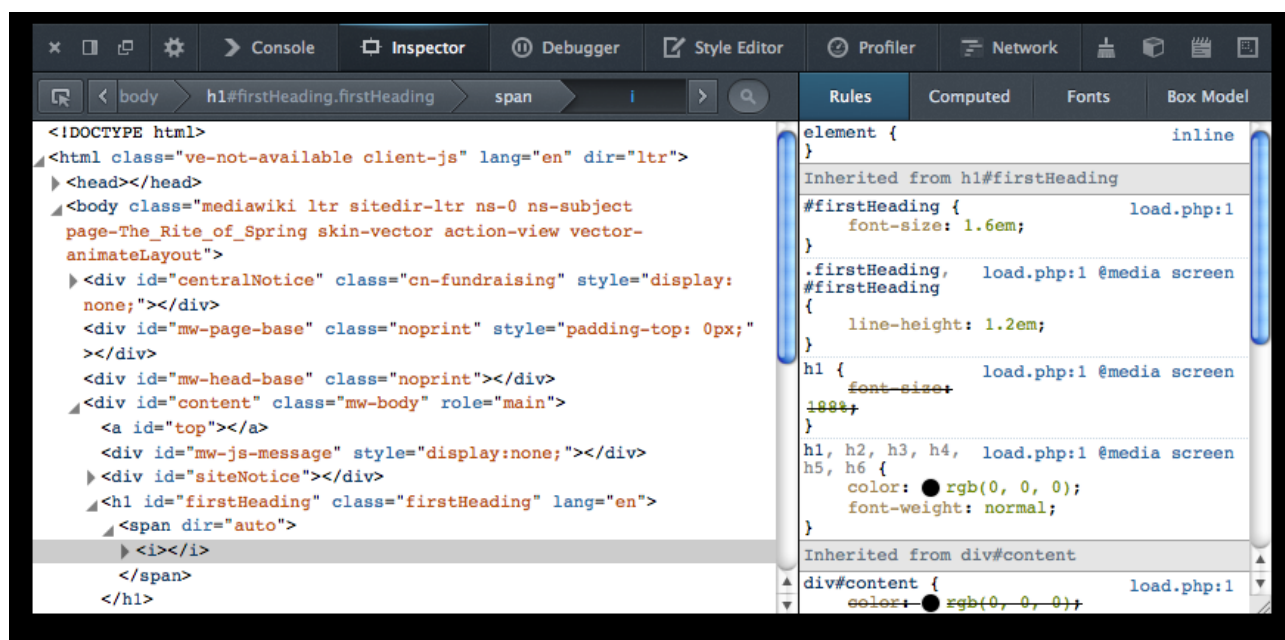 Console Inspector Debugger Style Editor Profiler Network
body h1#firstHeading.firstHeading span i
Rules Computed Fonts Box Model
<!DOCTYPE html>
<html class="ve-not-available client-js" lang="en" dir="ltr">
<head></head>
<body class="mediawiki ltr sitedir-ltr ns-0 ns-subject
page-The_Rite_of_Spring skin-vector action-view vector-
animateLayout">
<div id="centralNotice" class="cn-fundraising" style="display:
none;"></div>
<div id="mw-page-base" class="noprint" style="padding-top: 0px;"
></div>
<div id="mw-head-base" class="noprint"></div>
<div id="content" class="mw-body" role="main">
<a id="top"></a>
<div id="mw-js-message" style="display:none;"></div>
<div id="siteNotice"></div>
<h1 id="firstHeading" class="firstHeading" lang="en">
<span dir="auto">
<i></i>
</span>
</h1>
element { inline
}
Inherited from h1#firstHeading
#firstHeading { load.php:1
font-size: 1.6em;
}
.firstHeading, load.php:1 @media screen
#firstHeading
{
line-height: 1.2em;
}
h1 { load.php:1 @media screen
font-size:
188%;
}
h1, h2, h3, h4, load.php:1 @media screen
h5, h6 {
color: rgb(0, 0, 0);
font-weight: normal;
}
Inherited from div#content
div#content { load.php:1
color: rgb(0, 0, 0);